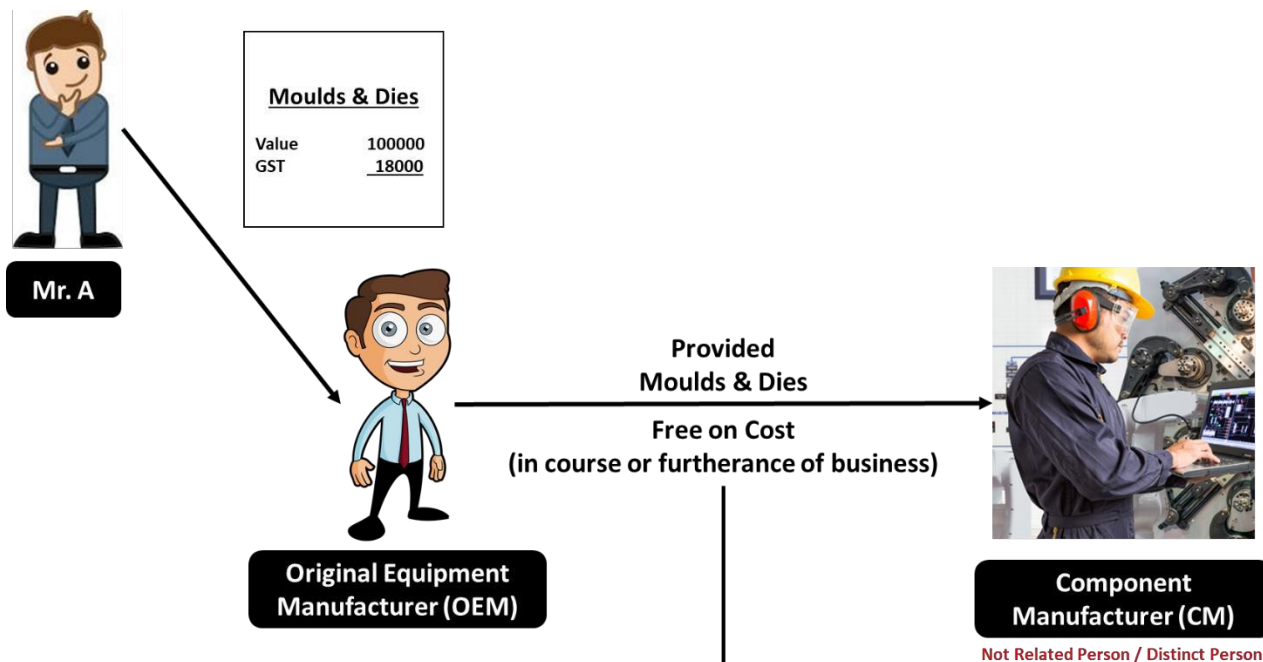 Moulds & Dies
Value 100000
GST 18000
Mr. A
Provided
Moulds & Dies
Free on Cost
(in course or furtherance of business)
Original Equipment
Manufacturer (OEM)
Component
Manufacturer (CM)
Not Related Person / Distinct Person